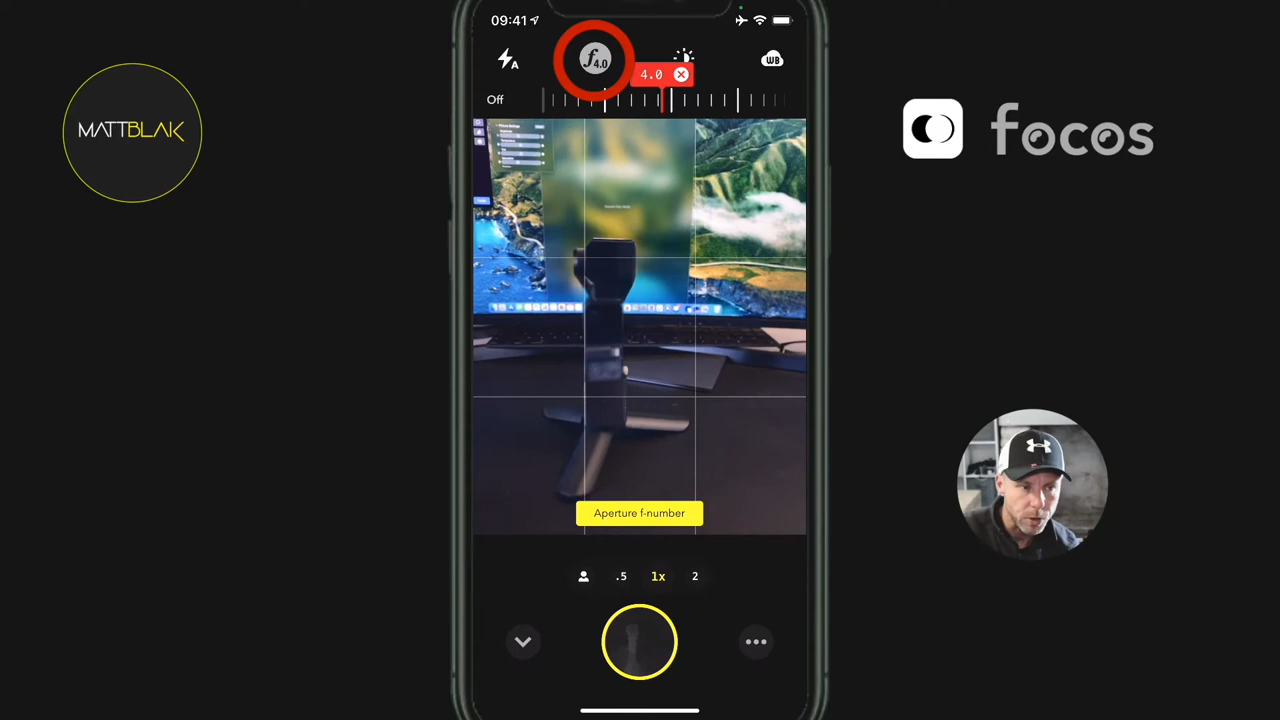 09:41
A
f4.0
WB
4.0
Off
MATTBLAK
focos
Aperture f-number
.5 1x 2